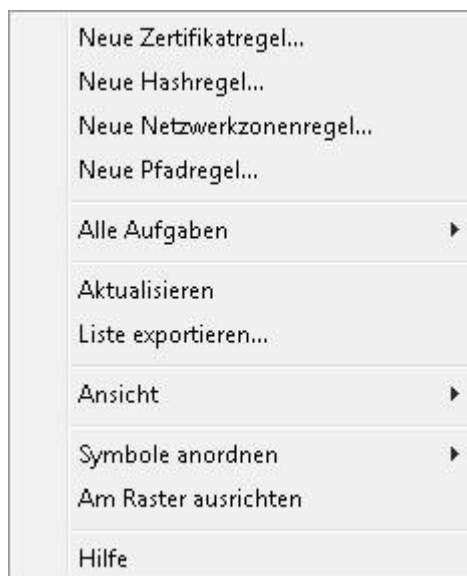 Neue Zertifikatregel...
Neue Hashregel...
Neue Netzwerkzonenregel...
Neue Pfadregel...
Alle Aufgaben
Aktualisieren
Liste exportieren...
Ansicht
Symbole anordnen
Am Raster ausrichten
Hilfe